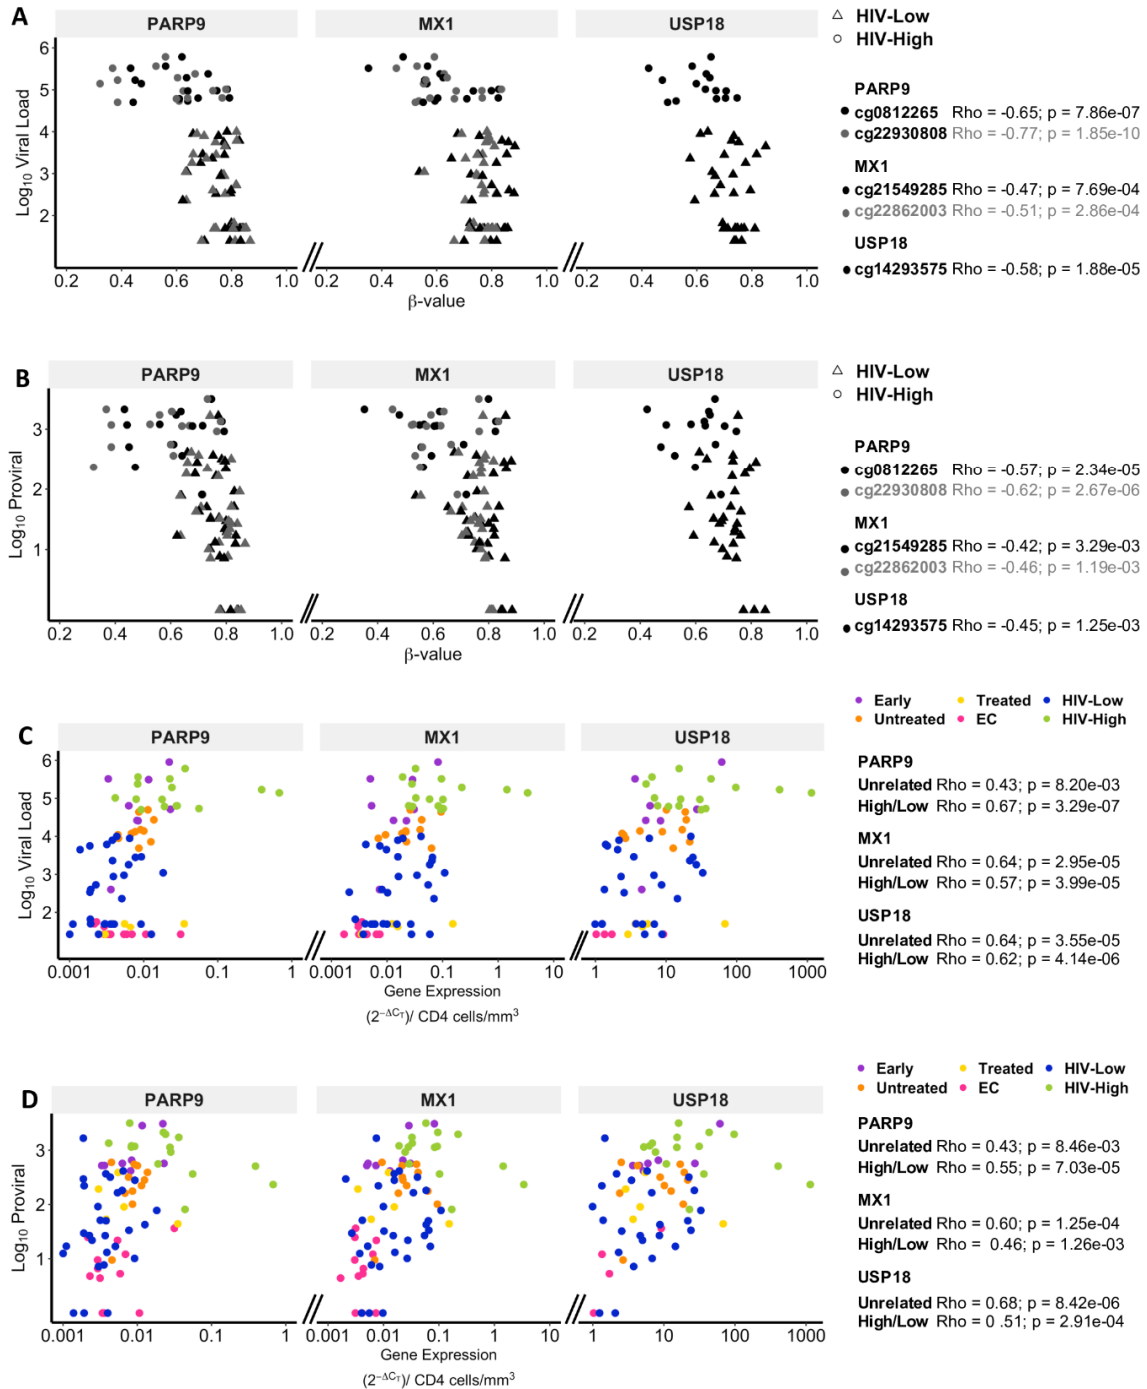 A
PARP9
MX1
USP18
HIV-Low
HIV-High
Log10 Viral Load
6
5
4
3
2
0.2 0.4 0.6 0.8 1.0
0.2 0.4 0.6 0.8 1.0
0.2 0.4 0.6 0.8 1.0
β-value
PARP9
cg0812265 Rho = -0.65; p = 7.86e-07
cg22930808 Rho = -0.77; p = 1.85e-10
MX1
cg21549285 Rho = -0.47; p = 7.69e-04
cg22862003 Rho = -0.51; p = 2.86e-04
USP18
cg14293575 Rho = -0.58; p = 1.88e-05
B
PARP9
MX1
USP18
HIV-Low
HIV-High
Log10 Proviral
3
2
1
0.2 0.4 0.6 0.8 1.0
0.2 0.4 0.6 0.8 1.0
0.2 0.4 0.6 0.8 1.0
β-value
PARP9
cg0812265 Rho = -0.57; p = 2.34e-05
cg22930808 Rho = -0.62; p = 2.67e-06
MX1
cg21549285 Rho = -0.42; p = 3.29e-03
cg22862003 Rho = -0.46; p = 1.19e-03
USP18
cg14293575 Rho = -0.45; p = 1.25e-03
C
PARP9
MX1
USP18
Early Treated HIV-Low
Untreated EC HIV-High
Log10 Viral Load
6
5
4
3
2
0.001 0.01 0.1 1
0.001 0.01 0.1 1 10
1 10 100 1000
Gene Expression
(2−ΔCT)/ CD4 cells/mm3
PARP9
Unrelated Rho = 0.43; p = 8.20e-03
High/Low Rho = 0.67; p = 3.29e-07
MX1
Unrelated Rho = 0.64; p = 2.95e-05
High/Low Rho = 0.57; p = 3.99e-05
USP18
Unrelated Rho = 0.64; p = 3.55e-05
High/Low Rho = 0.62; p = 4.14e-06
D
PARP9
MX1
USP18
Early Treated HIV-Low
Untreated EC HIV-High
Log10 Proviral
3
2
1
0.001 0.01 0.1 1
0.001 0.01 0.1 1 10
1 10 100 1000
Gene Expression
(2−ΔCT)/ CD4 cells/mm3
PARP9
Unrelated Rho = 0.43; p = 8.46e-03
High/Low Rho = 0.55; p = 7.03e-05
MX1
Unrelated Rho = 0.60; p = 1.25e-04
High/Low Rho = 0.46; p = 1.26e-03
USP18
Unrelated Rho = 0.68; p = 8.42e-06
High/Low Rho = 0 .51; p = 2.91e-04